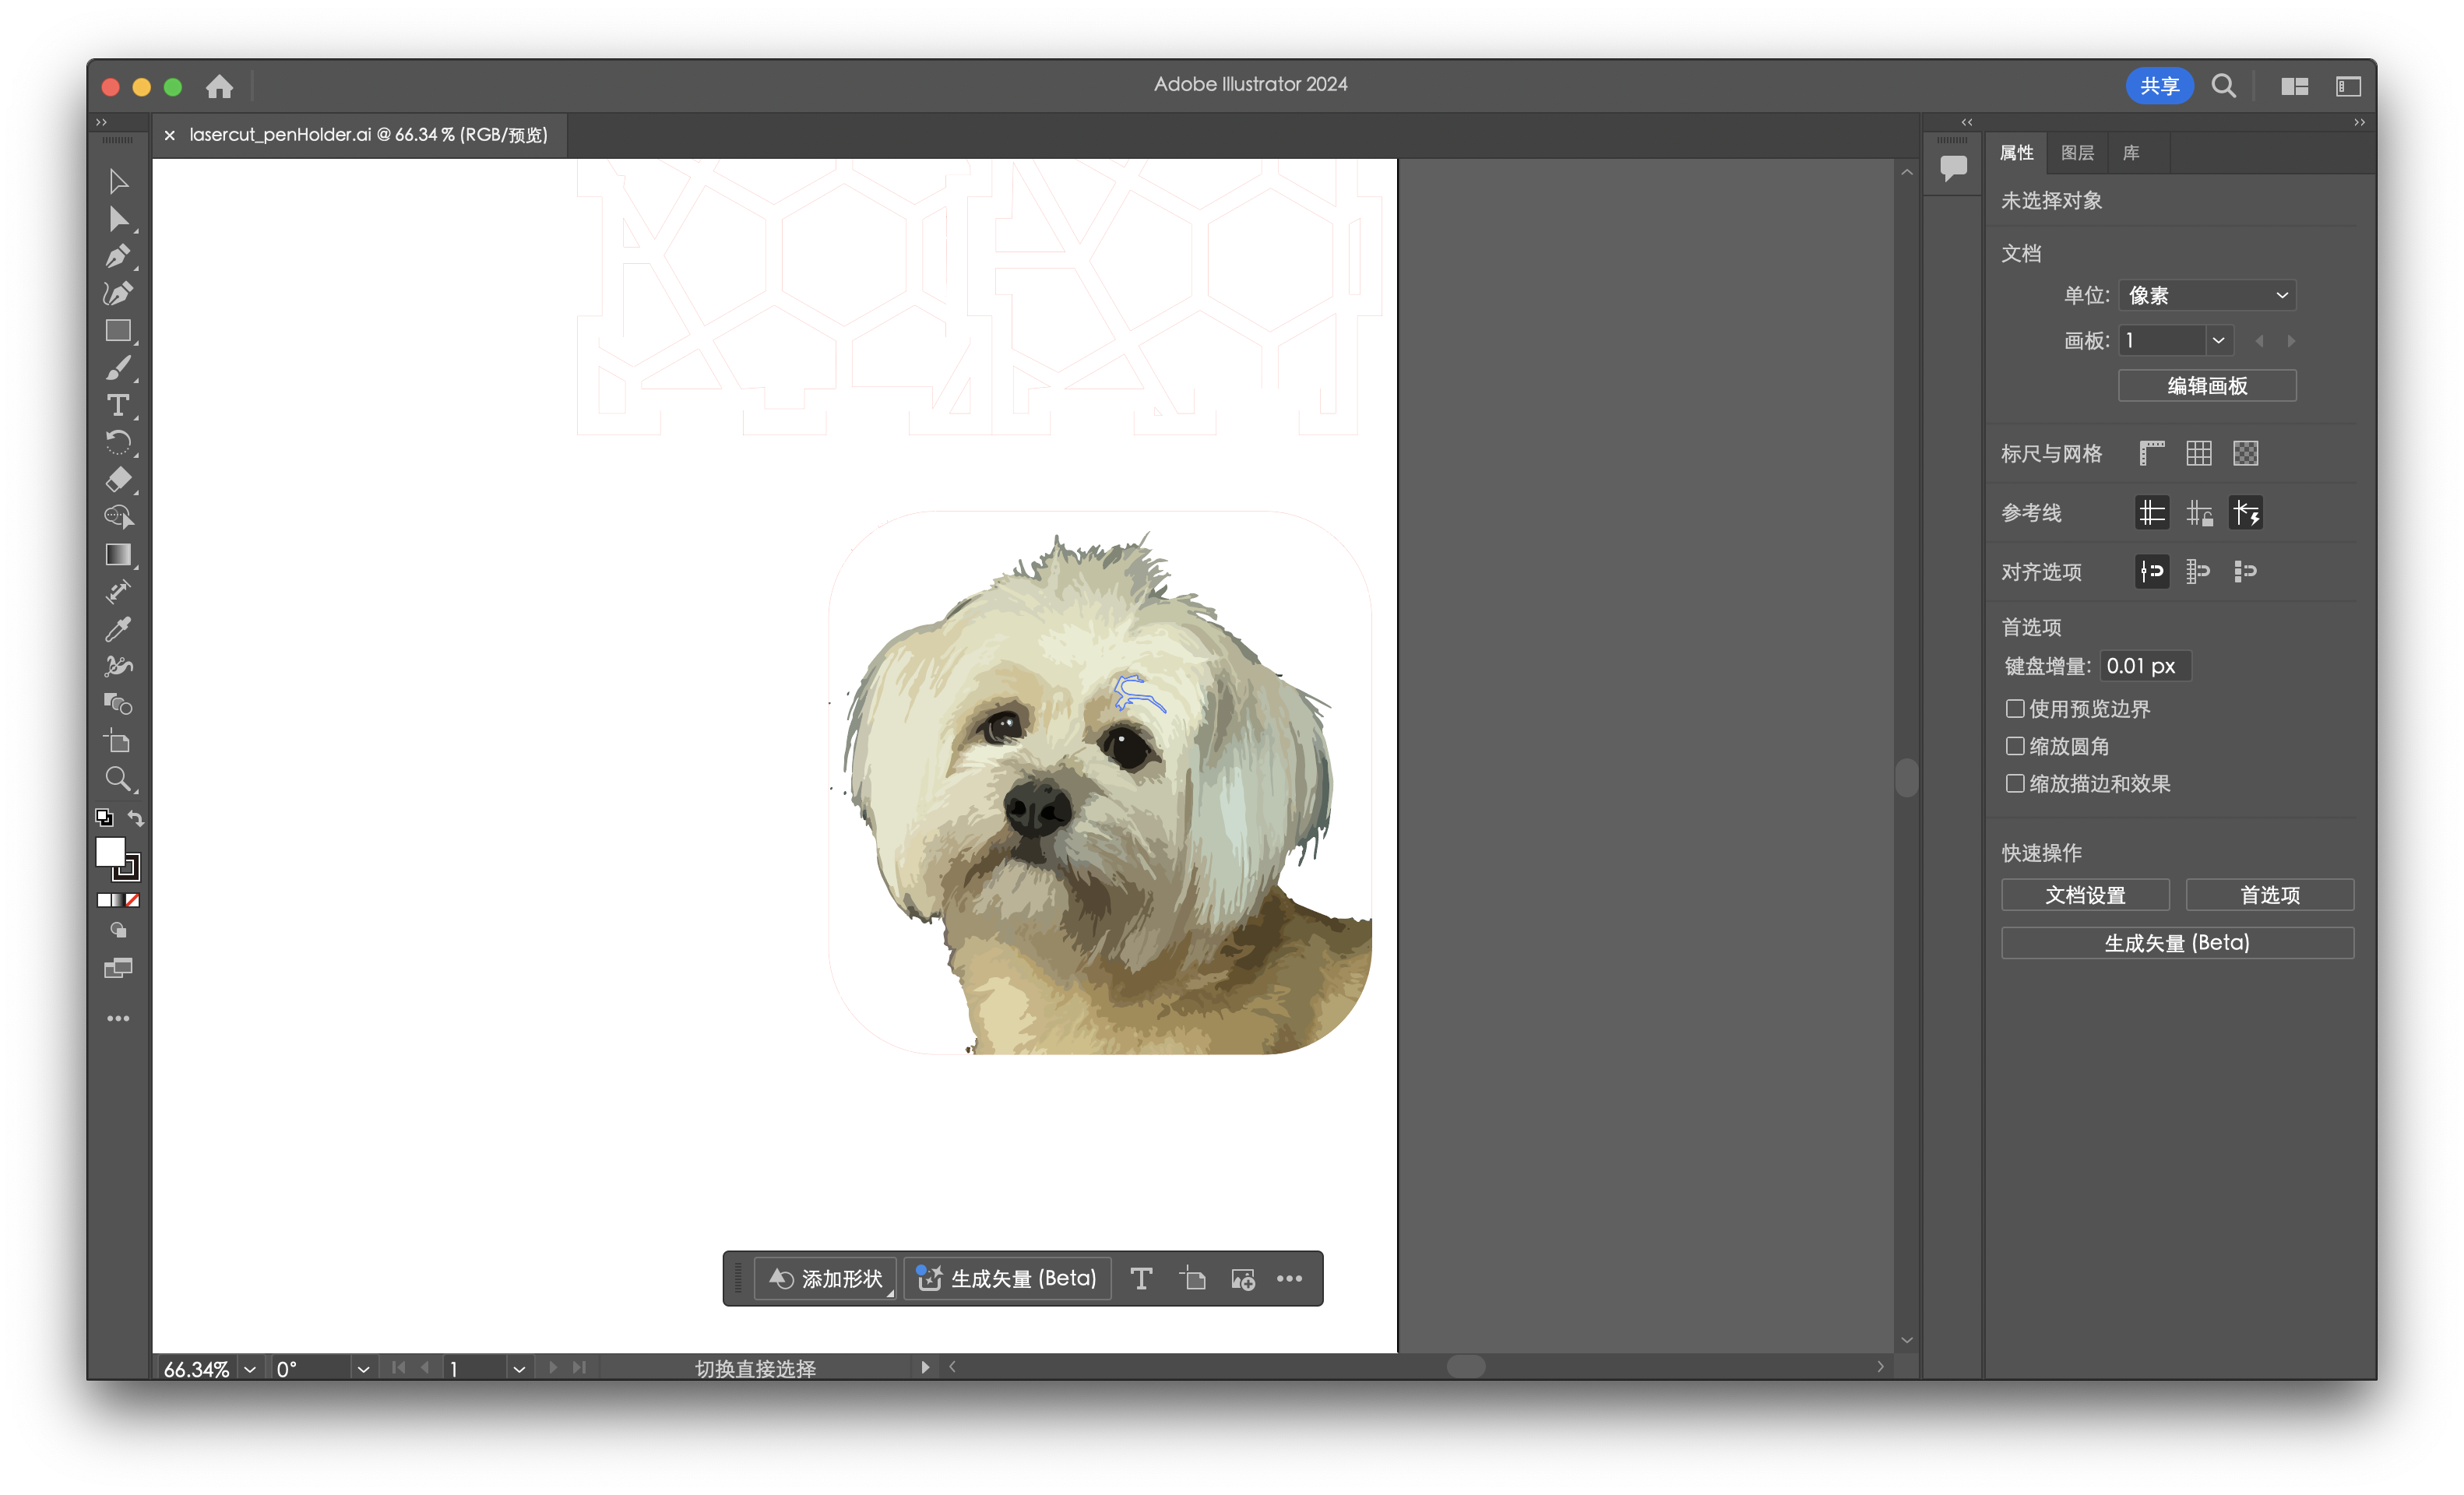 Adobe Illustrator 2024
共享
lasercut_penHolder.ai @ 66.34 % (RGB/预览)
属性
图层
库
未选择对象
文档
单位: 像素
画板: 1
编辑画板
标尺与网格
参考线
对齐选项
首选项
键盘增量: 0.01 px
使用预览边界
缩放圆角
缩放描边和效果
快速操作
文档设置
首选项
生成矢量 (Beta)
添加形状
生成矢量 (Beta)
66.34%
0°
1
切换直接选择